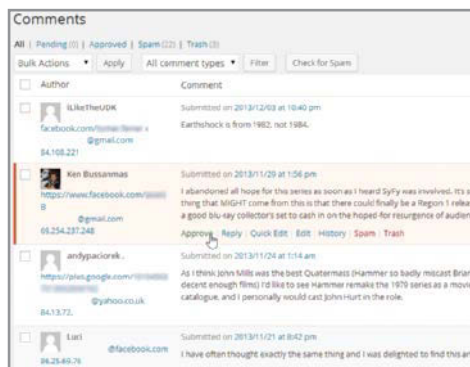 Comments
All | Pending (0) | Approved | Spam (22) | Trash (3)
Bulk Actions Apply All comment types Filter Check for Spam
Author Comment
iLikeTheUDK Submitted on 2013/12/03 at 10:40 pm
facebook.com/
Earthshock is from 1982, not 1984.
@gmail.com
84.108.221
Ken Bussanmas Submitted on 2013/11/29 at 1:56 pm
https://www.facebook.com/
I abandoned all hope for this series as soon as I heard SyFy was involved. It's
B thing that MIGHT come from this is that there could finally be a Region 1
@gmail.com a good blu-ray collector's set to cash in on the hoped-for resurgence of
65.254.237.248
Approve Reply | Quick Edit | Edit | History | Spam | Trash
andypaciorek . Submitted on 2013/11/24 at 1:14 am
https://plus.google.com/
As I think John Mills was the best Quatermass (Hammer so badly miscast
decent enough films) I'd like to see Hammer remake the 1979 series as a
@yahoo.co.uk catalogue, and I personally would cast John Hurt in the role.
84.13.72.
Luci Submitted on 2013/11/21 at 8:42 pm
@facebook.com
I have often thought exactly the same thing and I was delighted to find this